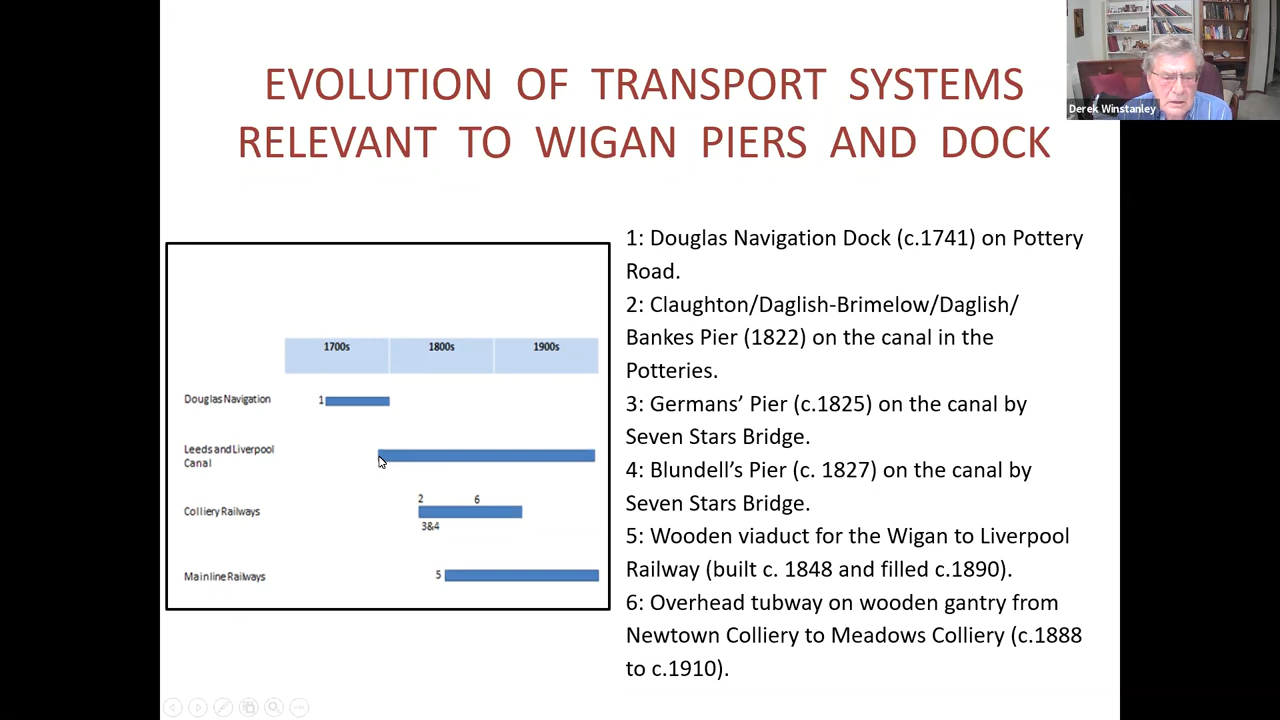 EVOLUTION OF TRANSPORT SYSTEMS
RELEVANT TO WIGAN PIERS AND DOCK
Derek Winstanley
1700s 1800s 1900s
Douglas Navigation 1
Leeds and Liverpool
Canal
2 6
Colliery Railways
3&4
Mainline Railways 5
1: Douglas Navigation Dock (c.1741) on Pottery
Road.
2: Claughton/Daglish-Brimelow/Daglish/
Bankes Pier (1822) on the canal in the
Potteries.
3: Germans’ Pier (c.1825) on the canal by
Seven Stars Bridge.
4: Blundell’s Pier (c. 1827) on the canal by
Seven Stars Bridge.
5: Wooden viaduct for the Wigan to Liverpool
Railway (built c. 1848 and filled c.1890).
6: Overhead tubway on wooden gantry from
Newtown Colliery to Meadows Colliery (c.1888
to c.1910).